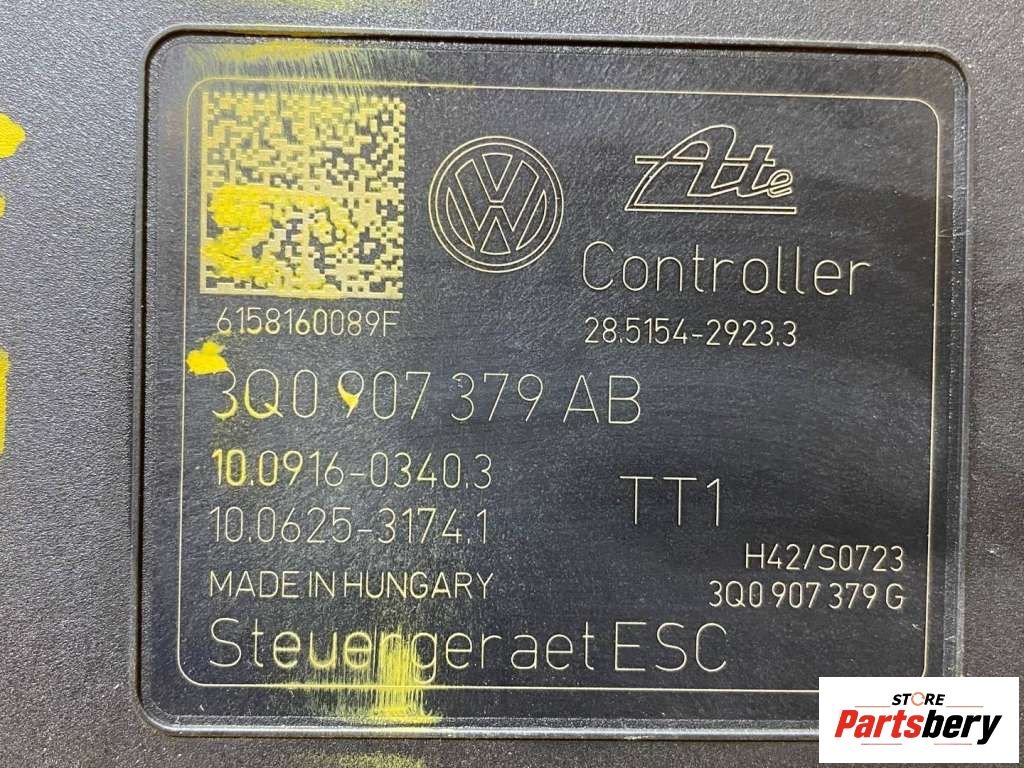 Ate
Controller
6158160089F
28.5154-2923.3
3Q0 907 379 AB
10.0916-0340.3
TT1
10.0625-3174.1
H42/S0723
MADE IN HUNGARY
3Q0 907 379 G
Steuergeraet ESC
STORE
Partsbery